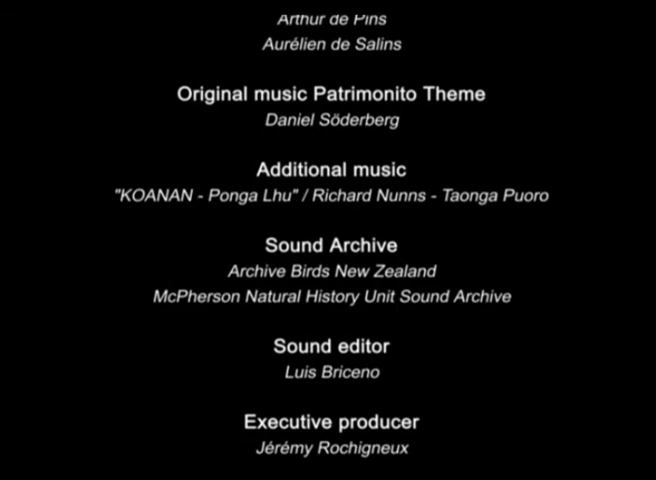 Arthur de Pins
Aurélien de Salins
Original music Patrimonito Theme
Daniel Söderberg
Additional music
"KOANAN - Ponga Lhu" / Richard Nunns - Taonga Puoro
Sound Archive
Archive Birds New Zealand
McPherson Natural History Unit Sound Archive
Sound editor
Luis Briceno
Executive producer
Jérémy Rochigneux